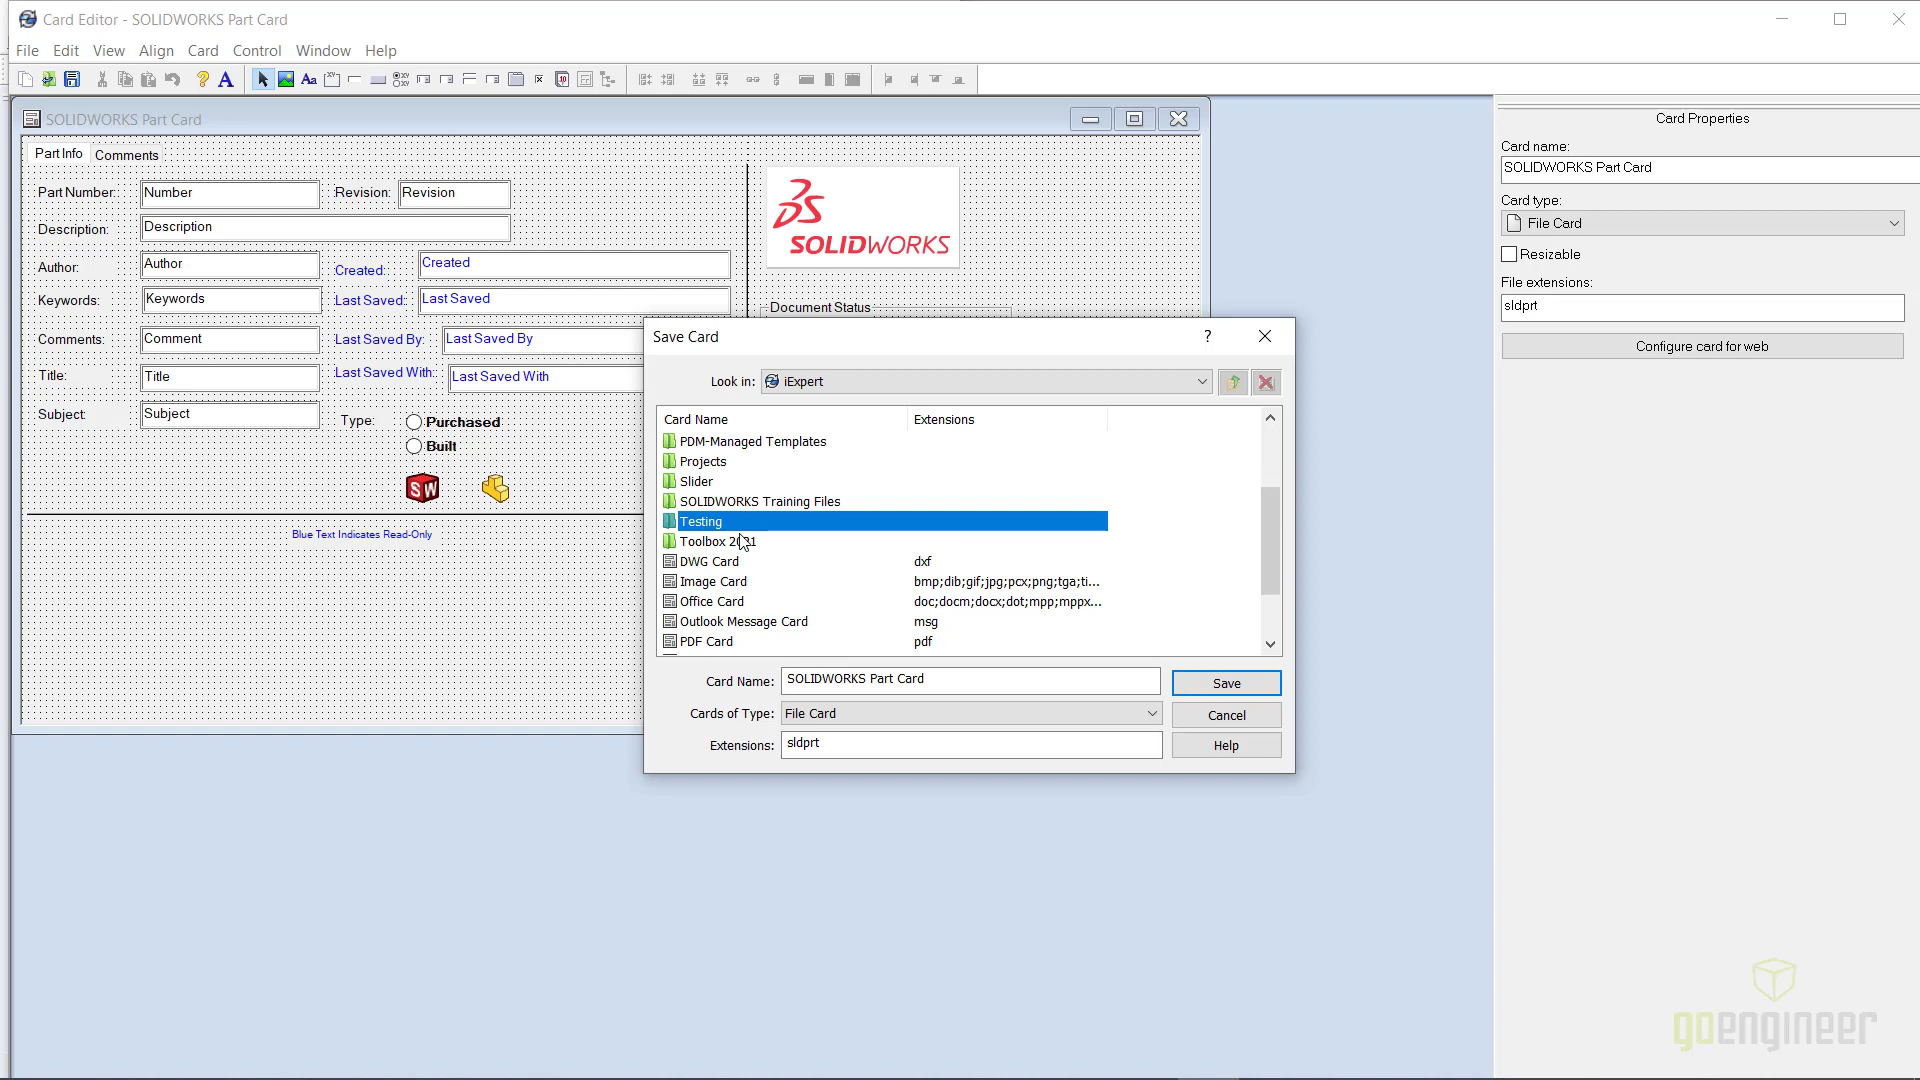 Card Editor - SOLIDWORKS Part Card
File Edit View Align Card Control Window Help
SOLIDWORKS Part Card
Part Info Comments
Part Number: Number Revision: Revision
Description: Description
Author: Author Created: Created
Keywords: Keywords Last Saved: Last Saved
Comments: Comment Last Saved By: Last Saved By
Title: Title Last Saved With: Last Saved With
Subject: Subject Type: Purchased
Built
SW
Blue Text Indicates Read-Only
SOLIDWORKS
Document Status
Save Card
?
Look in: iExpert
Card Name Extensions
PDM-Managed Templates
Projects
Slider
SOLIDWORKS Training Files
Testing
Toolbox 2021
DWG Card dxf
Image Card bmp;dib;gif;jpg;pcx;png;tga;ti...
Office Card doc;docm;docx;dot;mpp;mppx...
Outlook Message Card msg
PDF Card pdf
Card Name: SOLIDWORKS Part Card Save
Cards of Type: File Card Cancel
Extensions: sldprt Help
Card Properties
Card name:
SOLIDWORKS Part Card
Card type:
File Card
Resizable
File extensions:
sldprt
Configure card for web
goengineer